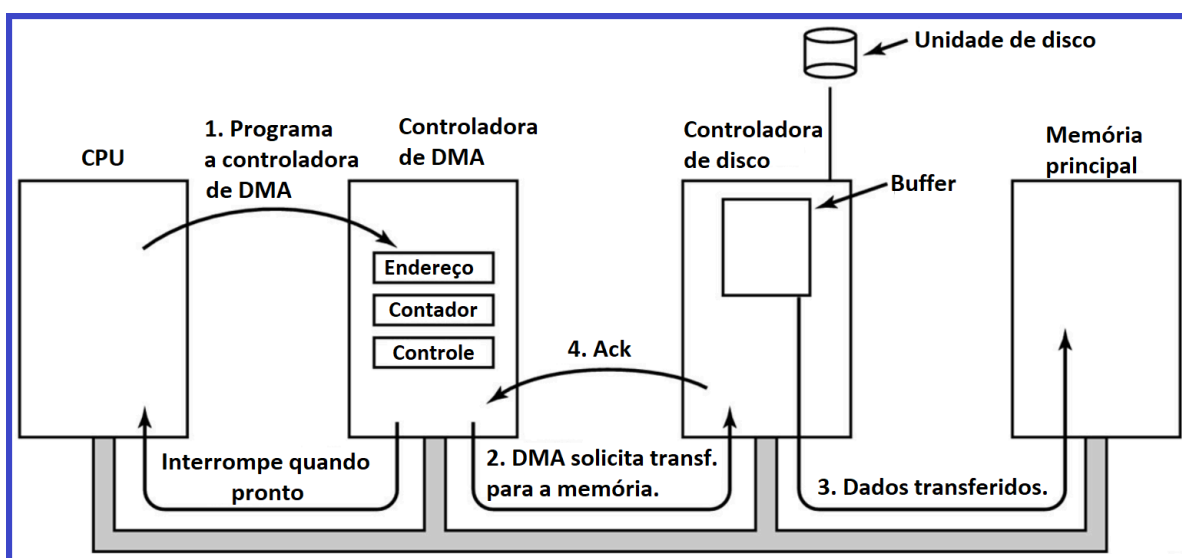 Unidade de disco
1. Programa
a controladora
de DMA
Controladora
de DMA
Controladora
de disco
Memória
principal
CPU
Buffer
Endereço
Contador
Controle
4. Ack
Interrompe quando
pronto
2. DMA solicita transf.
para a memória.
3. Dados transferidos.